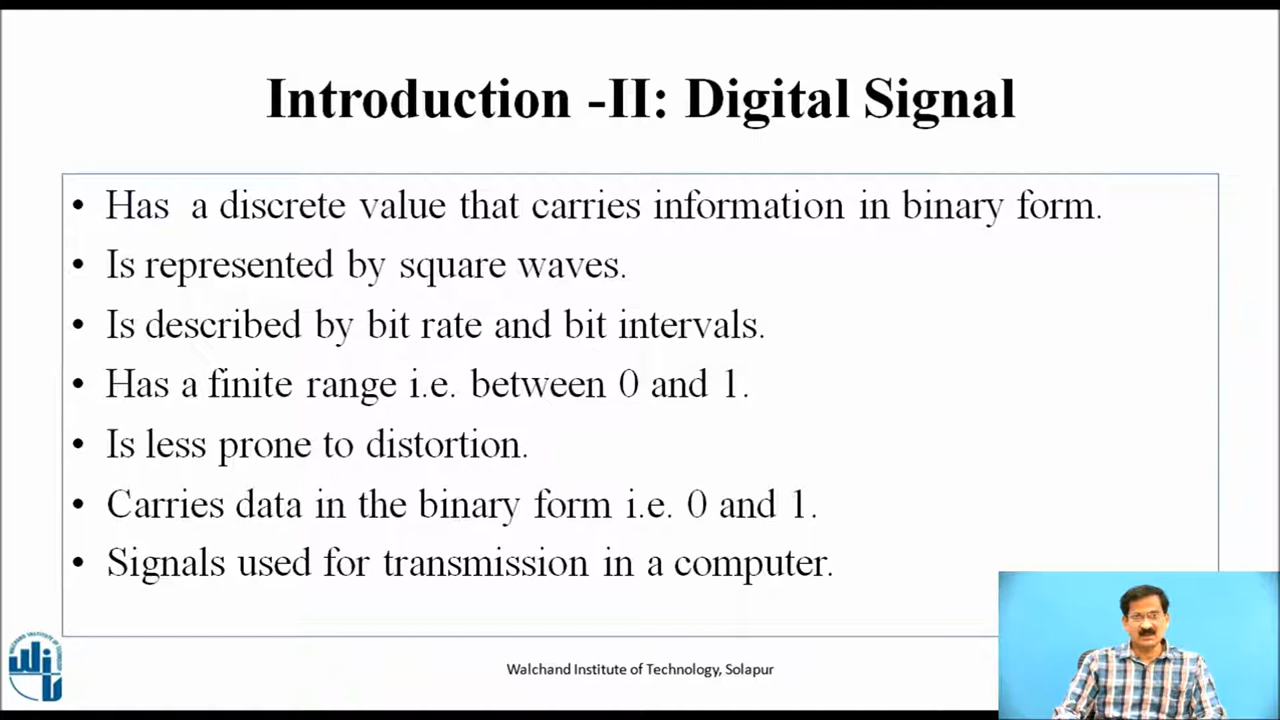 Introduction -II: Digital Signal
• Has a discrete value that carries information in binary form.
• Is represented by square waves.
• Is described by bit rate and bit intervals.
• Has a finite range i.e. between 0 and 1.
• Is less prone to distortion.
• Carries data in the binary form i.e. 0 and 1.
• Signals used for transmission in a computer.
Walchand Institute of Technology, Solapur